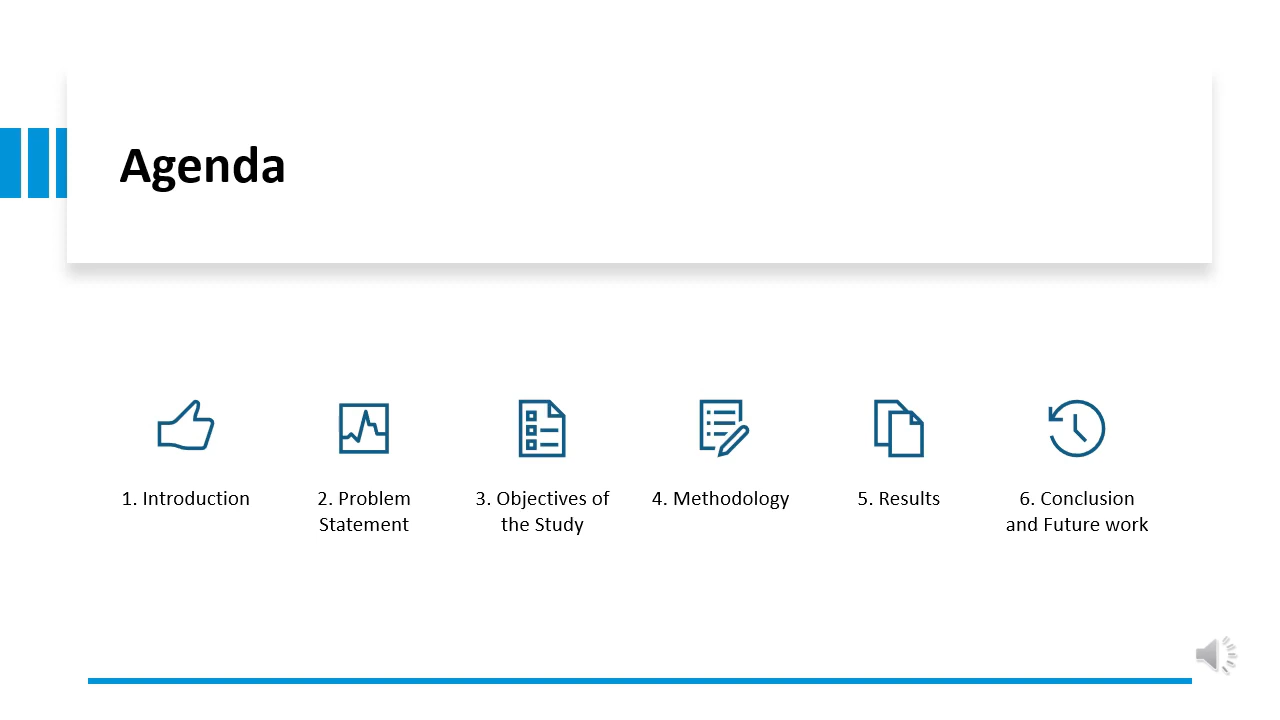 Agenda
1. Introduction
2. Problem
Statement
3. Objectives of
the Study
4. Methodology
5. Results
6. Conclusion
and Future work